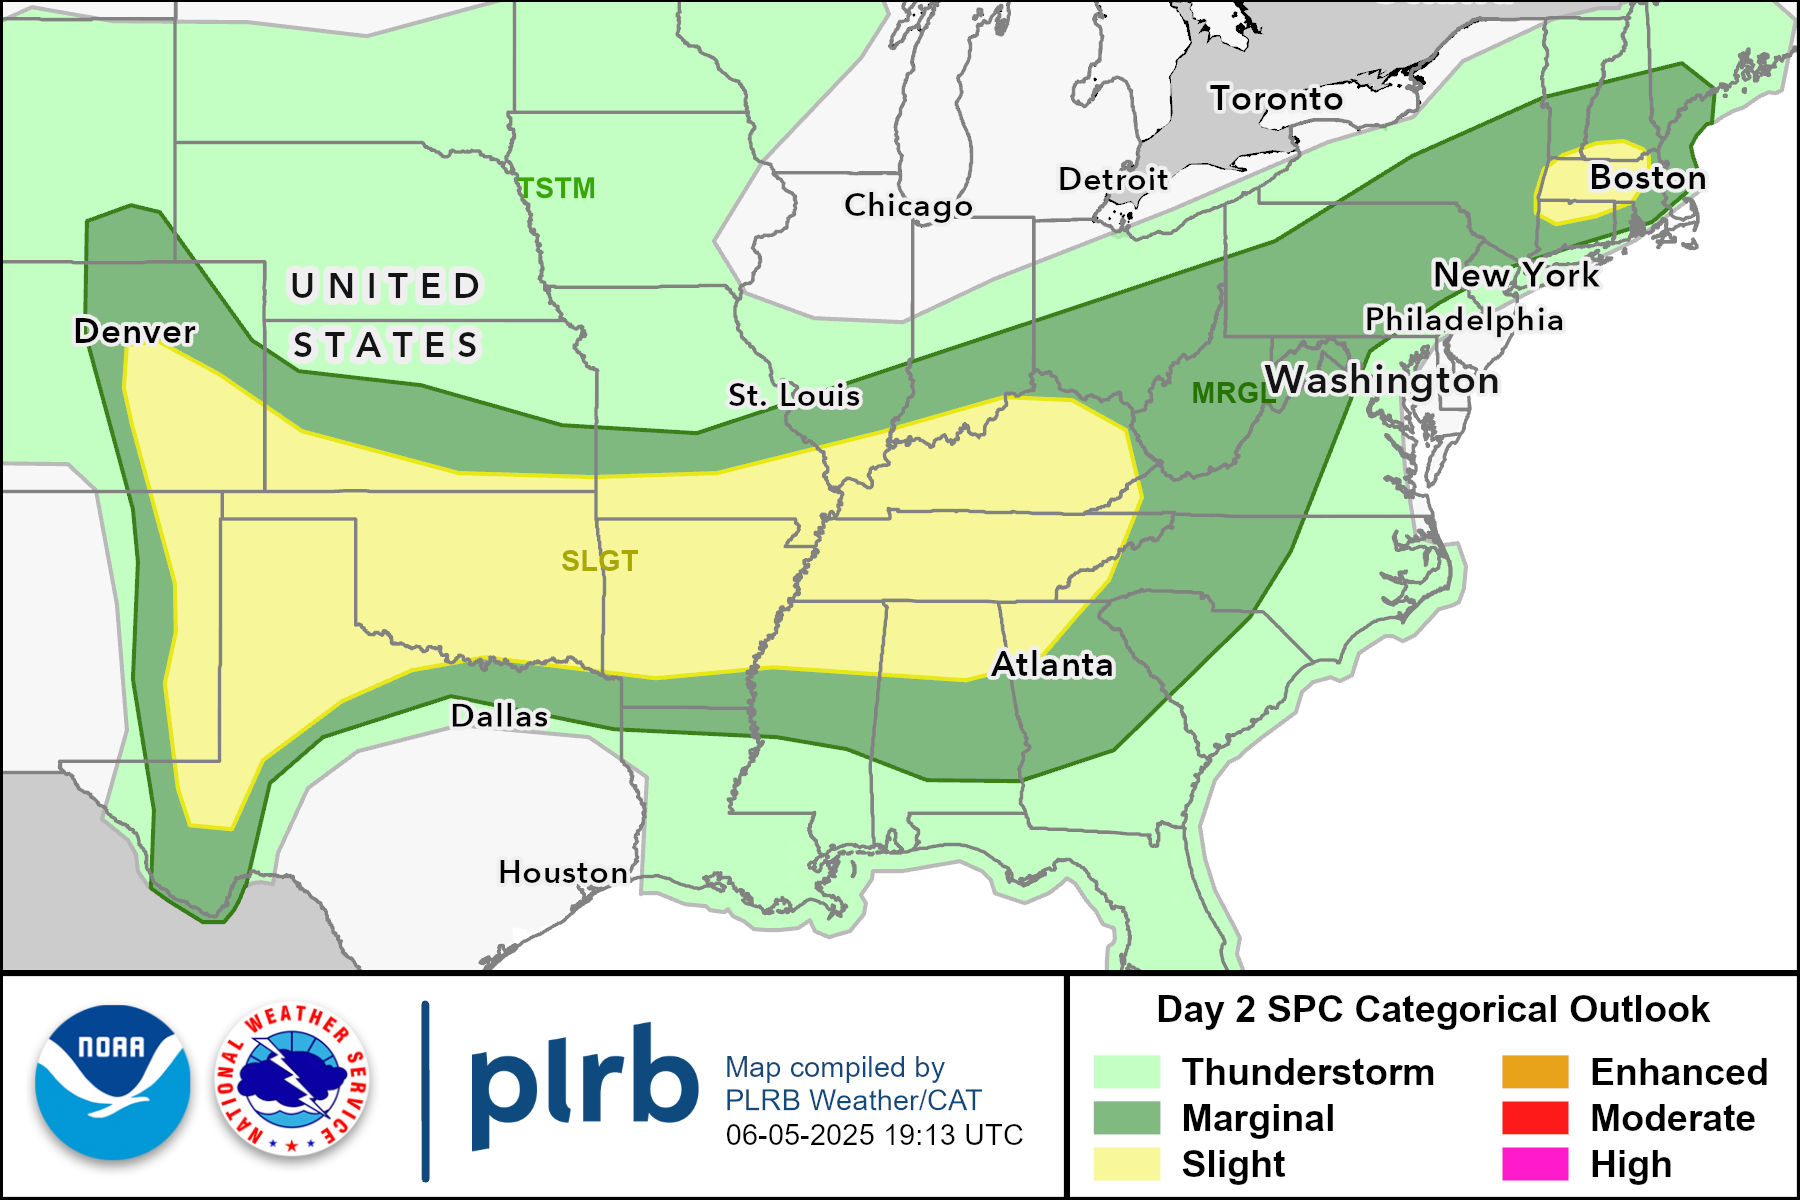 Toronto
Detroit
Boston
TSTM
Chicago
New York
UNITED
STATES
Denver
Philadelphia
St. Louis
MRGL
Washington
SLGT
Atlanta
Dallas
Houston
NOAA
NATIONAL WEATHER SERVICE
plrb
Map compiled by
PLRB Weather/CAT
06-05-2025 19:13 UTC
Day 2 SPC Categorical Outlook
Thunderstorm
Marginal
Slight
Enhanced
Moderate
High